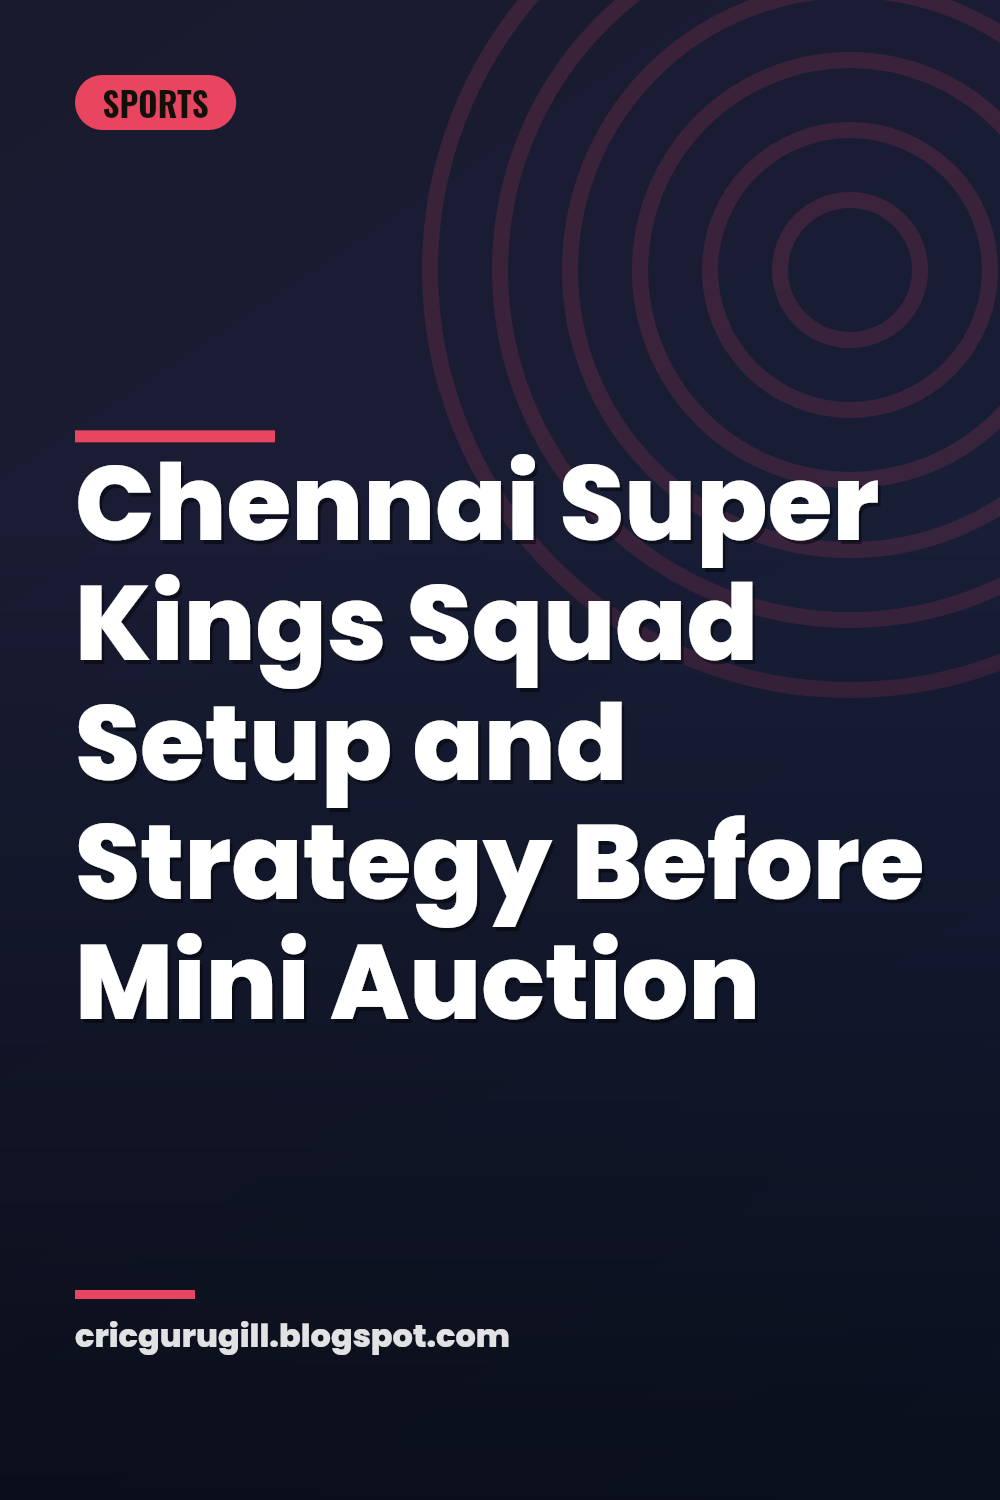 SPORTS
Chennai Super
Kings Squad
Setup and
Strategy Before
Mini Auction
cricgurugill.blogspot.com